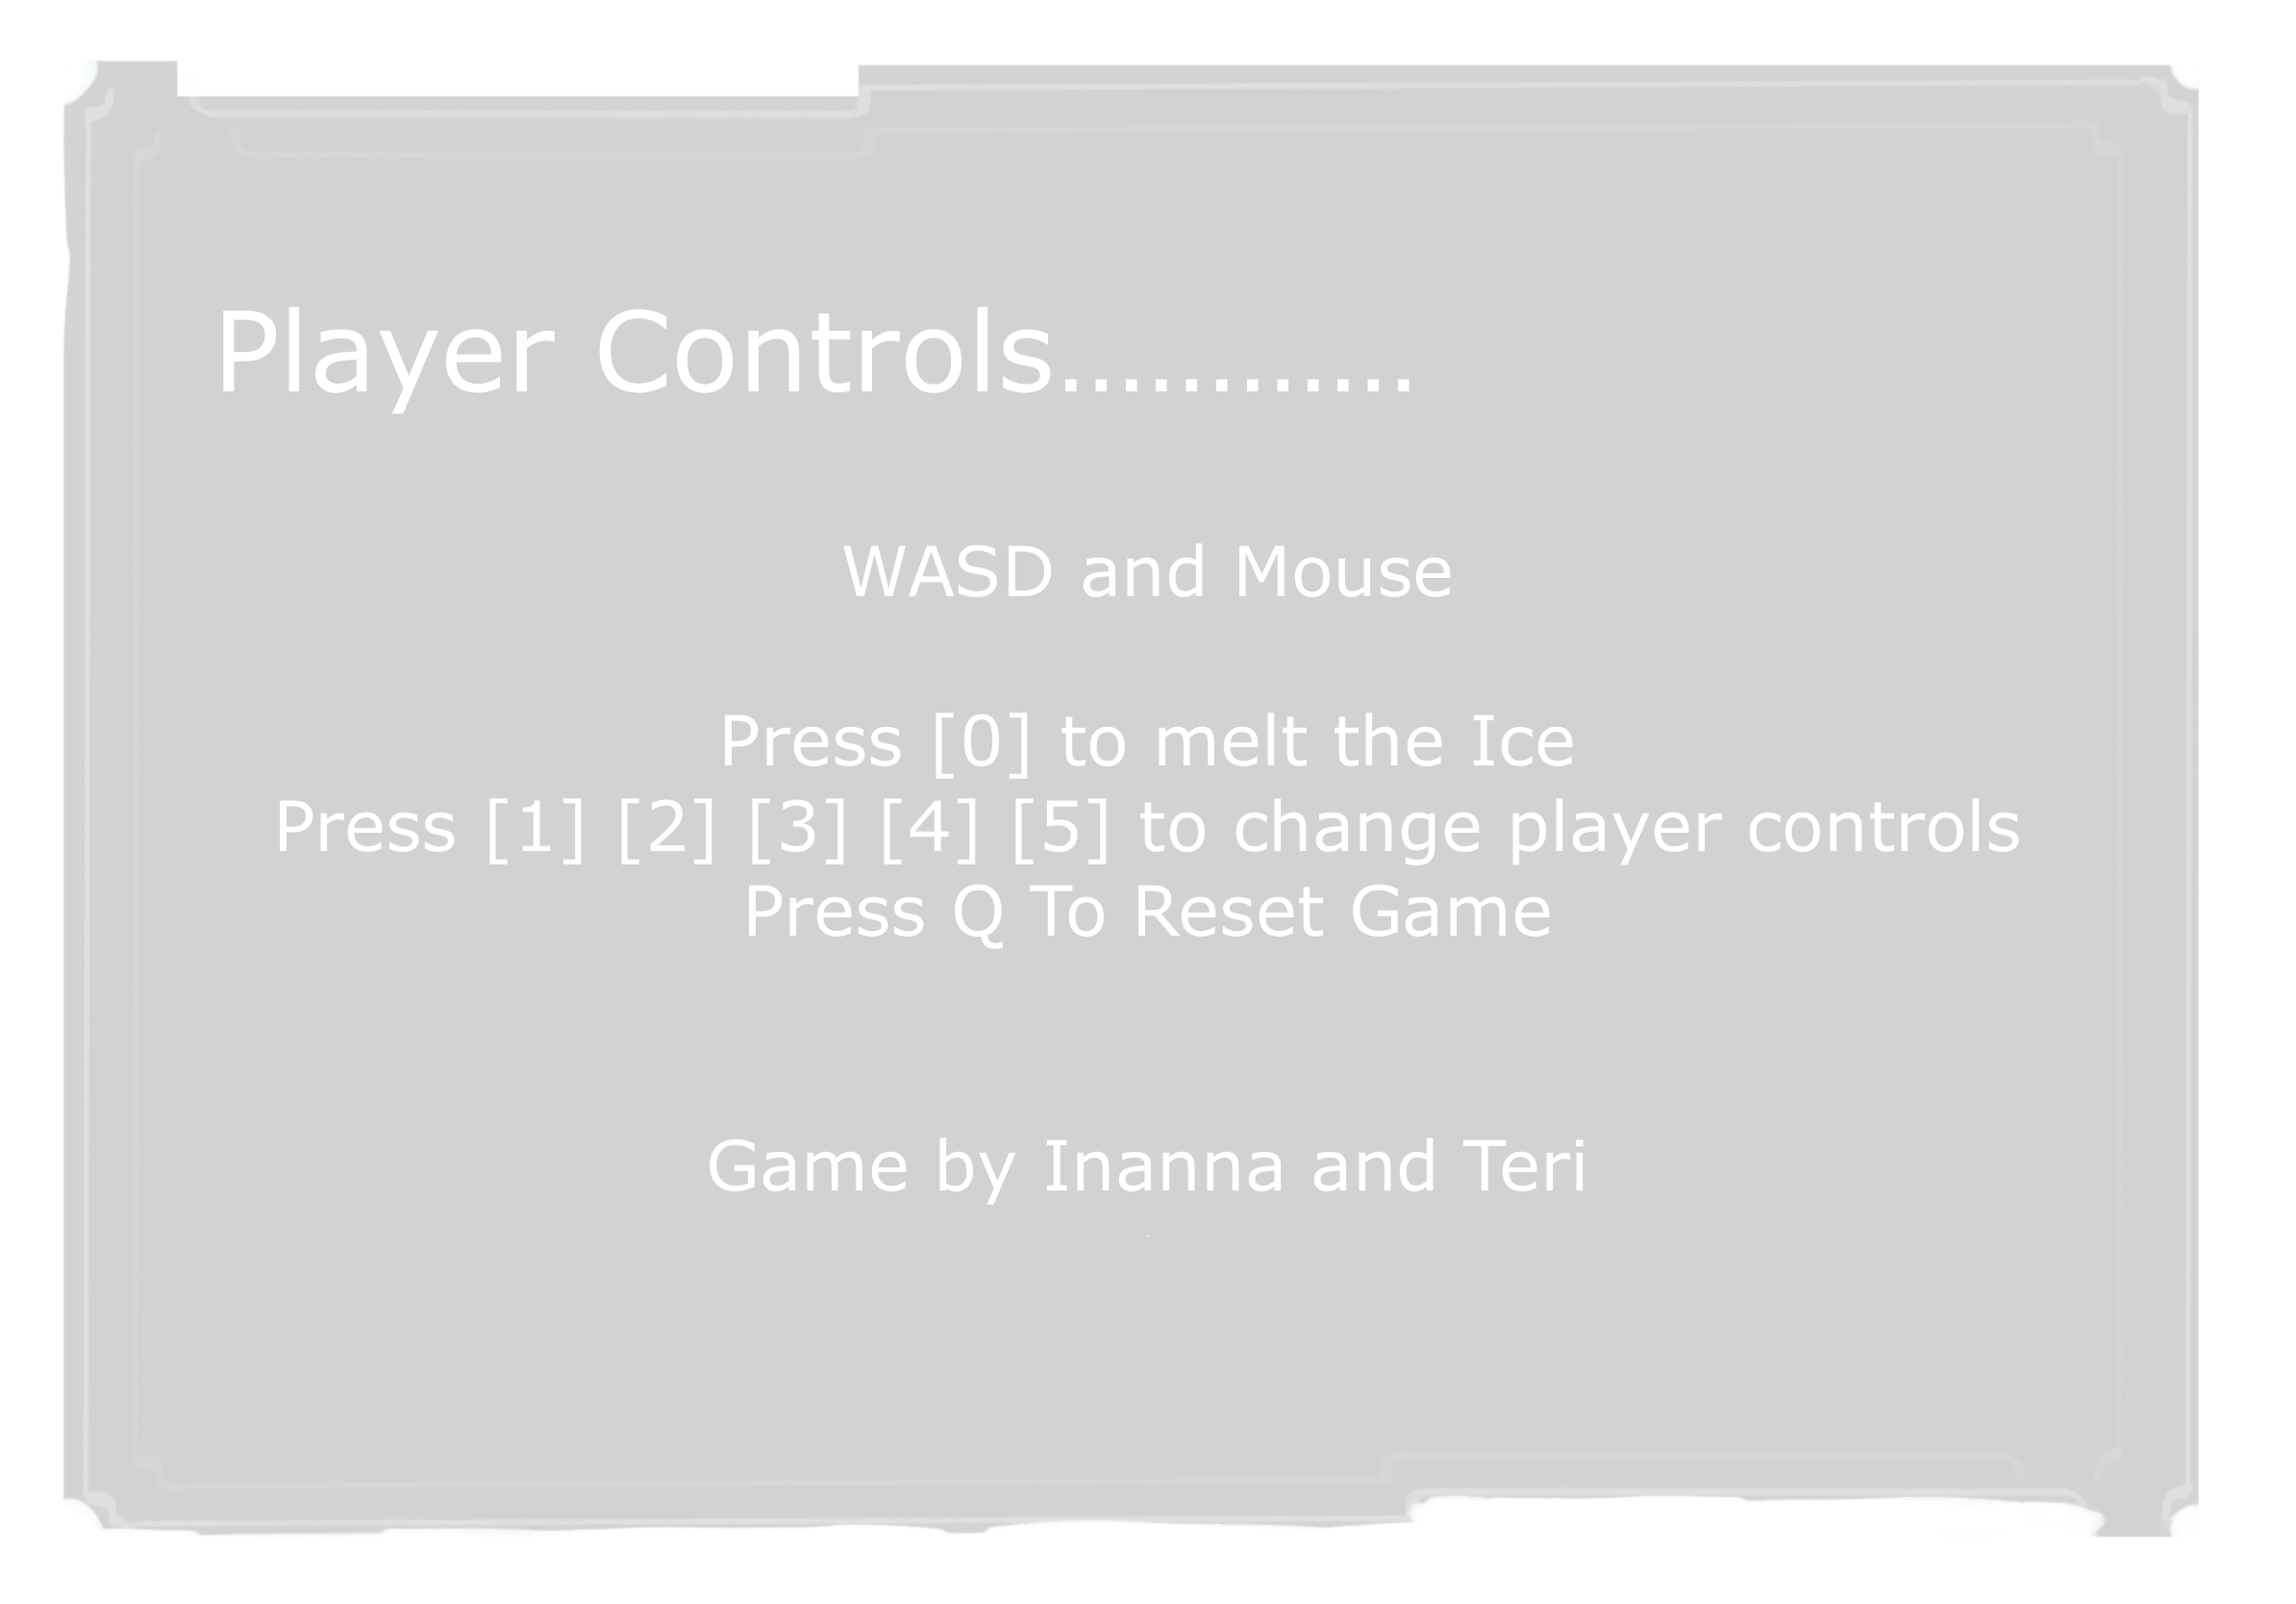 Player Controls............
WASD and Mouse
Press [0] to melt the Ice
Press [1] [2] [3] [4] [5] to change player controls
Press Q To Reset Game
Game by Inanna and Teri
.